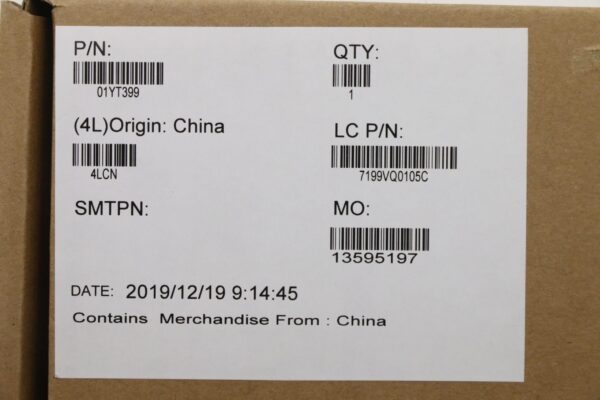 P/N:
QTY:
01YT399
1
(4L)Origin: China
LC P/N:
4LCN
7199VQ0105C
SMTPN:
MO:
13595197
DATE: 2019/12/19 9:14:45
Contains Merchandise From : China